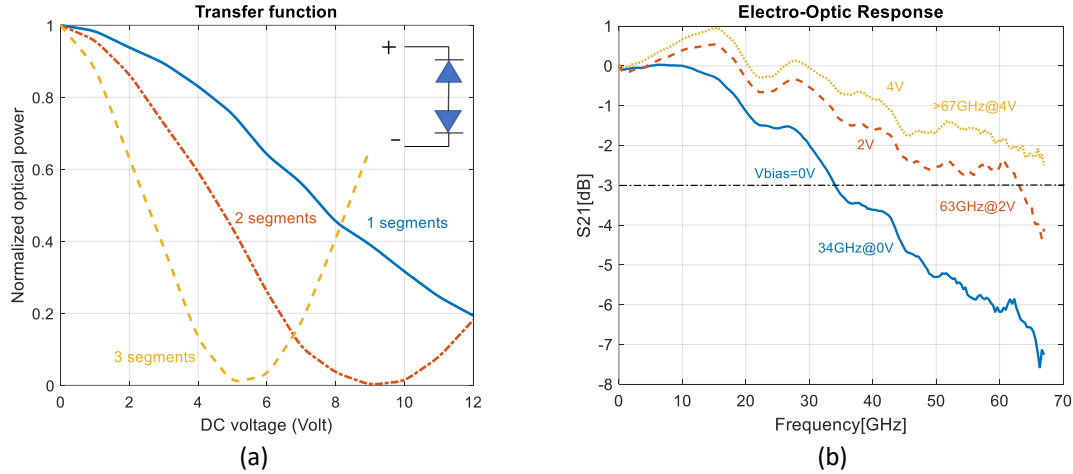 Transfer function
1
0.8
0.6
0.4
0.2
0
Normalized optical power
+
−
2 segments
1 segments
3 segments
0 2 4 6 8 10 12
DC voltage (Volt)
(a)
Electro-Optic Response
1
0
-1
-2
-3
-4
-5
-6
-7
-8
S21[dB]
4V
>67GHz@4V
2V
Vbias=0V
63GHz@2V
34GHz@0V
0 10 20 30 40 50 60 70
Frequency[GHz]
(b)